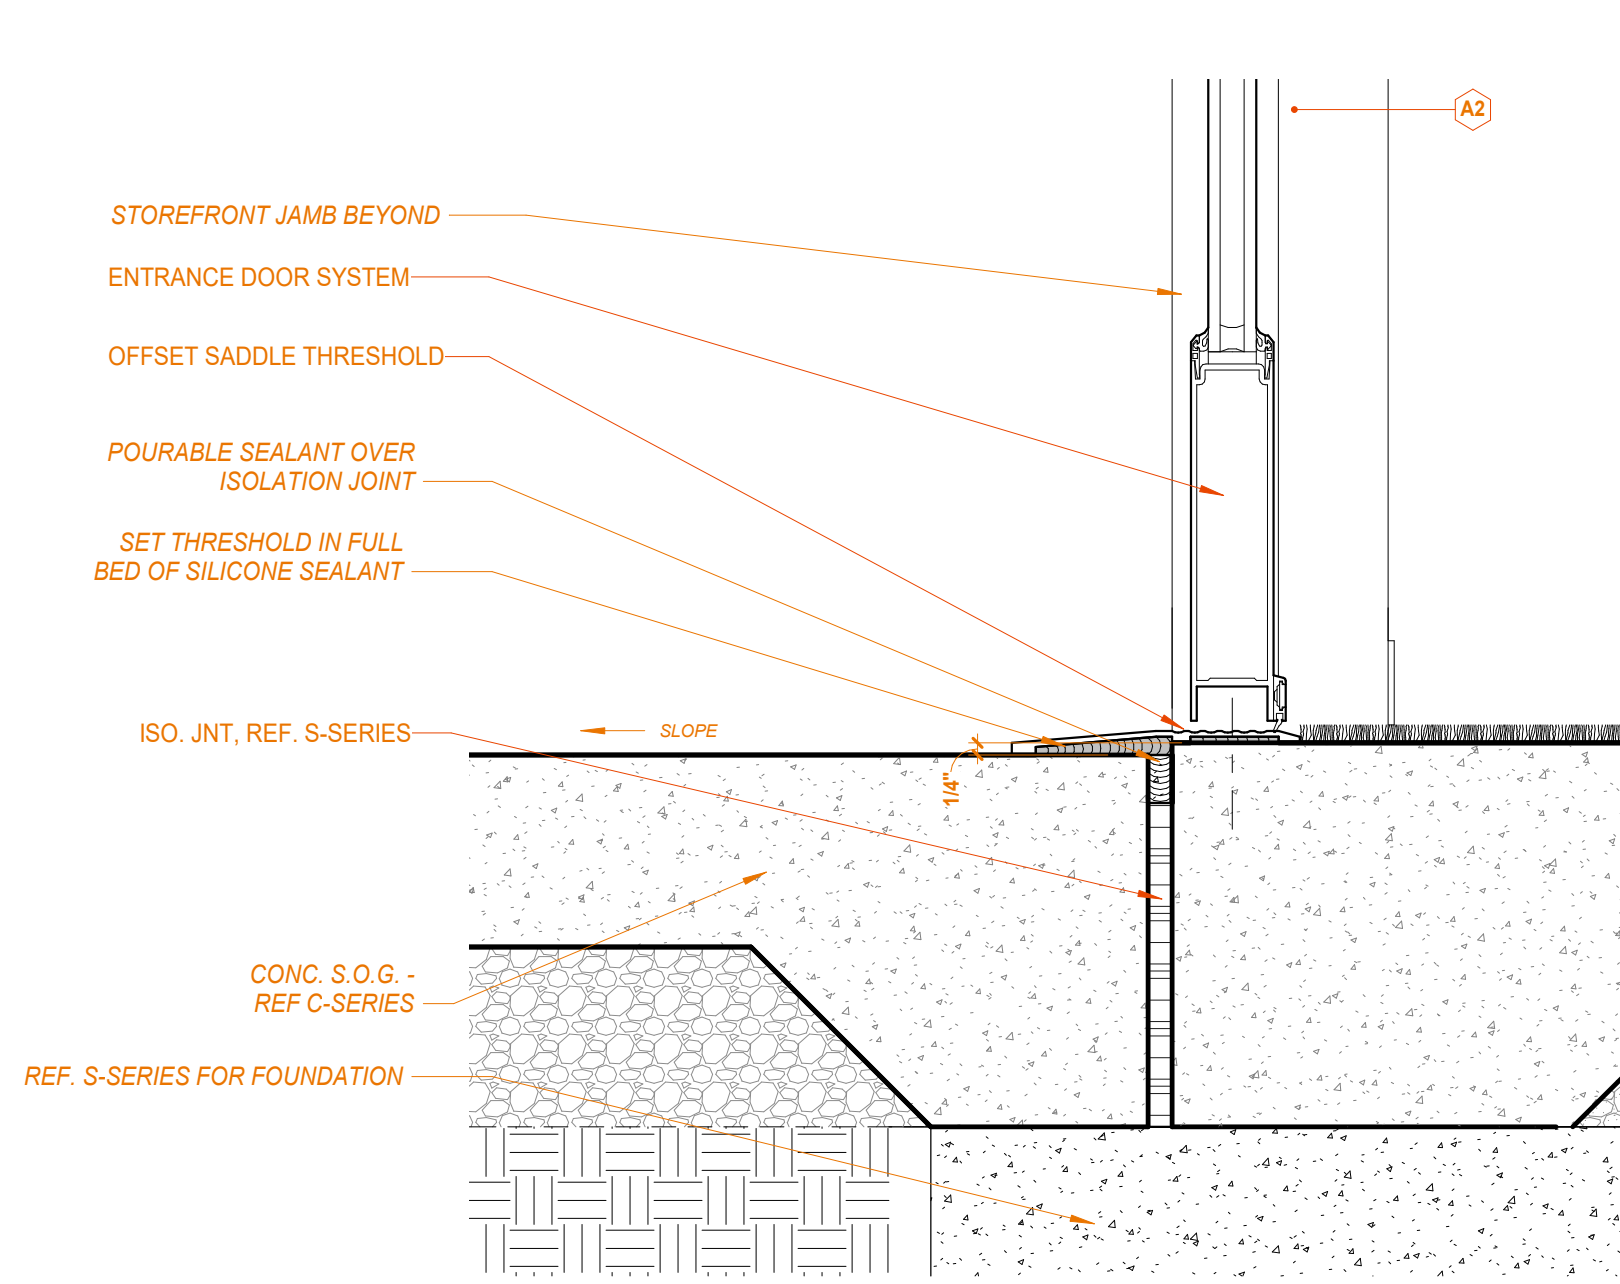 A2
STOREFRONT JAMB BEYOND
ENTRANCE DOOR SYSTEM
OFFSET SADDLE THRESHOLD
POURABLE SEALANT OVER
ISOLATION JOINT
SET THRESHOLD IN FULL
BED OF SILICONE SEALANT
ISO. JNT, REF. S-SERIES
SLOPE
1/4"
CONC. S.O.G. -
REF C-SERIES
REF. S-SERIES FOR FOUNDATION